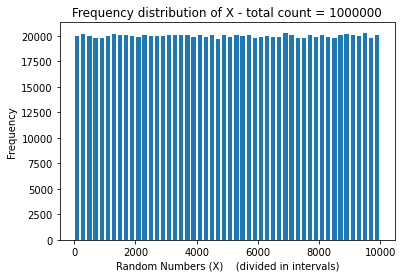 Frequency distribution of X - total count = 1000000
20000
17500
15000
12500
10000
7500
5000
2500
0
Frequency
0 2000 4000 6000 8000 10000
Random Numbers (X)    (divided in intervals)